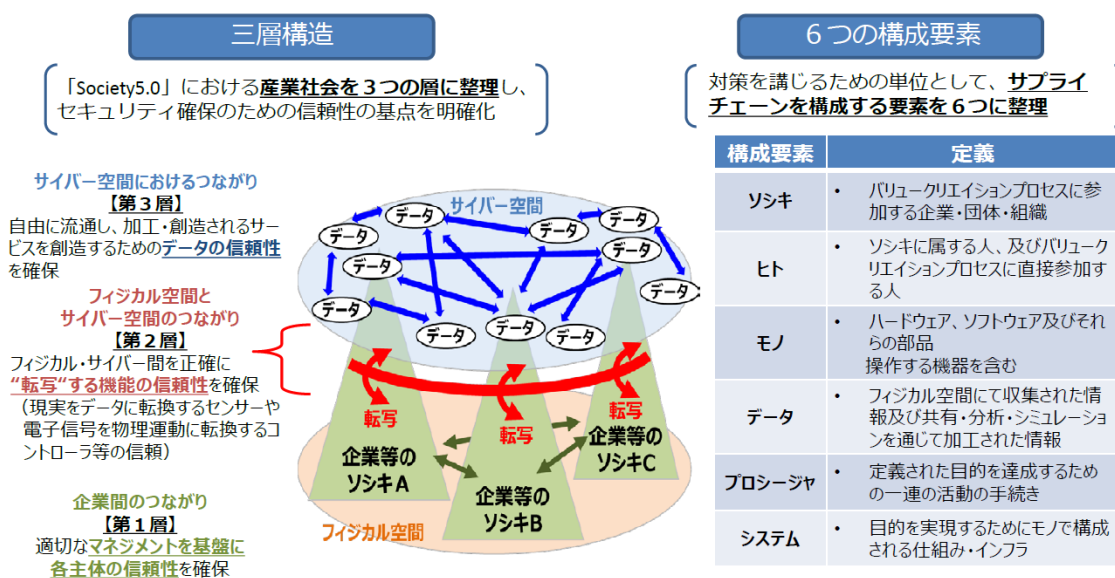 三層構造
「Society5.0」における産業社会を３つの層に整理し、
セキュリティ確保のための信頼性の基点を明確化
サイバー空間におけるつながり
【第３層】
自由に流通し、加工・創造されるサー
ビスを創造するためのデータの信頼性
を確保
フィジカル空間と
サイバー空間のつながり
【第２層】
フィジカル・サイバー間を正確に
“転写“する機能の信頼性を確保
（現実をデータに転換するセンサーや
電子信号を物理運動に転換するコ
ントローラ等の信頼）
企業間のつながり
【第１層】
適切なマネジメントを基盤に
各主体の信頼性を確保
サイバー空間
データ
データ
データ
データ
データ
データ
データ
データ
データ
データ
データ
データ
転写
転写
転写
企業等の
ソシキA
企業等の
ソシキB
企業等の
ソシキC
フィジカル空間
６つの構成要素
対策を講じるための単位として、サプライ
チェーンを構成する要素を６つに整理
構成要素 定義
ソシキ • バリュークリエイションプロセスに参
加する企業・団体・組織
ヒト • ソシキに属する人、及びバリューク
リエイションプロセスに直接参加す
る人
モノ • ハードウェア、ソフトウェア及びそれ
らの部品
操作する機器を含む
データ • フィジカル空間にて収集された情
報及び共有・分析・シミュレーショ
ンを通じて加工された情報
プロシージャ • 定義された目的を達成するため
の一連の活動の手続き
システム • 目的を実現するためにモノで構成
される仕組み・インフラ